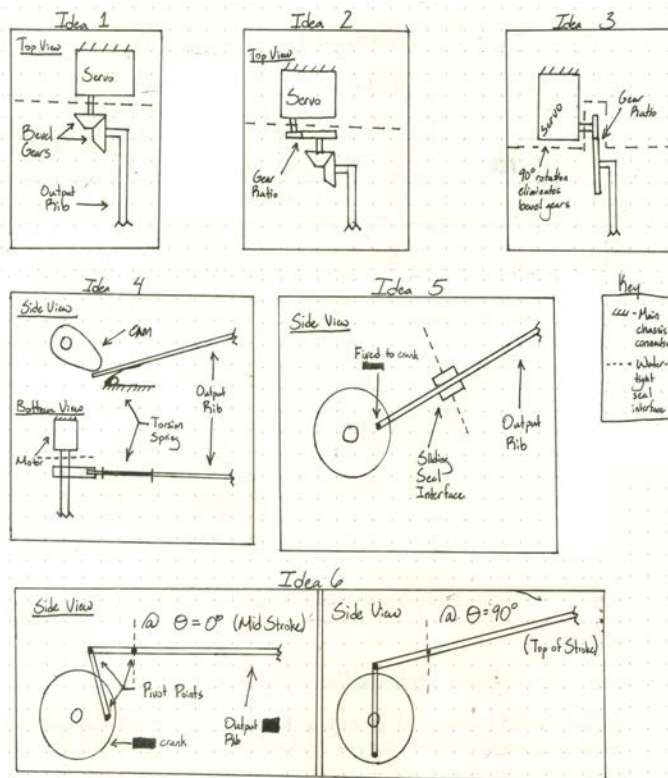 Idea 1
Top View
Servo
Bevel
Gears
Output
Rib
Idea 2
Top View
Servo
Gear
Ratio
Idea 3
Servo
Gear
Ratio
90° rotation
eliminates
bevel gears
Idea 4
Side View
CAM
Output
Rib
Bottom View
Torsion
Spring
Motor
Idea 5
Side View
Fixed to crank
Sliding
Seal
Interface
Output
Rib
Key
- Main
chassis
- Water-
tight
seal
interface
Idea 6
Side View
@ θ=0° (Mid Stroke)
Pivot Points
crank
Output
Rib
Side View
@ θ=90°
(Top of Stroke)